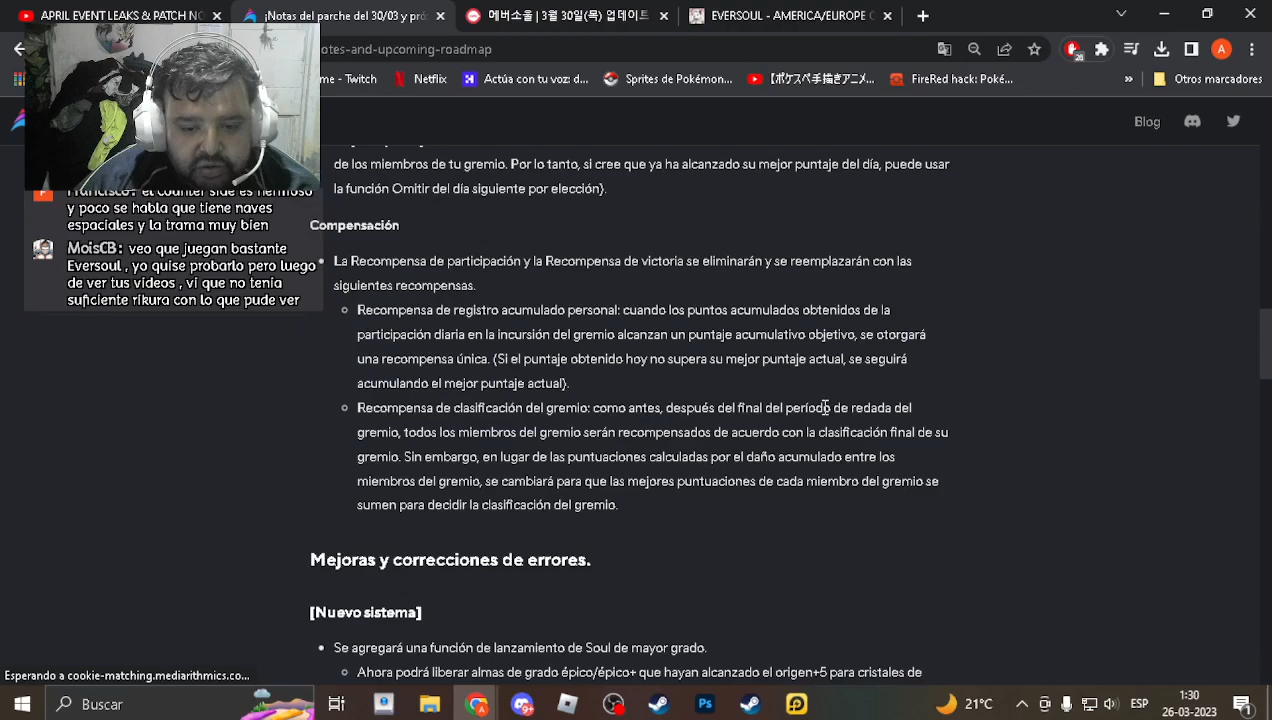 APRIL EVENT LEAKS & PATCH NO
¡Notas del parche del 30/03 y pró
메버소울 | 3월 30일(목) 업데이트
EVERSOUL - AMERICA/EUROPE C
otes-and-upcoming-roadmap
26
A
me - Twitch
Netflix
Actúa con tu voz: d...
Sprites de Pokémon...
【ポケスペ手描きアニメ...
FireRed hack: Poké...
»
Otros marcadores
Blog
de los miembros de tu gremio. Por lo tanto, si cree que ya ha alcanzado su mejor puntaje del día, puede usar
la función Omitir del día siguiente por elección}.
Francisco: el counter side es hermoso
y poco se habla que tiene naves
espaciales y la trama muy bien
MoisCB: veo que juegan bastante
Eversoul , yo quise probarlo pero luego
de ver tus videos , vi que no tenia
suficiente rikura con lo que pude ver
Compensación
La Recompensa de participación y la Recompensa de victoria se eliminarán y se reemplazarán con las
siguientes recompensas.
Recompensa de registro acumulado personal: cuando los puntos acumulados obtenidos de la
participación diaria en la incursión del gremio alcanzan un puntaje acumulativo objetivo, se otorgará
una recompensa única. {Si el puntaje obtenido hoy no supera su mejor puntaje actual, se seguirá
acumulando el mejor puntaje actual}.
Recompensa de clasificación del gremio: como antes, después del final del período de redada del
gremio, todos los miembros del gremio serán recompensados de acuerdo con la clasificación final de su
gremio. Sin embargo, en lugar de las puntuaciones calculadas por el daño acumulado entre los
miembros del gremio, se cambiará para que las mejores puntuaciones de cada miembro del gremio se
sumen para decidir la clasificación del gremio.
Mejoras y correcciones de errores.
[Nuevo sistema]
Se agregará una función de lanzamiento de Soul de mayor grado.
Ahora podrá liberar almas de grado épico/épico+ que hayan alcanzado el origen+5 para cristales de
Esperando a cookie-matching.mediarithmics.co...
Buscar
21°C
ESP
1:30
26-03-2023